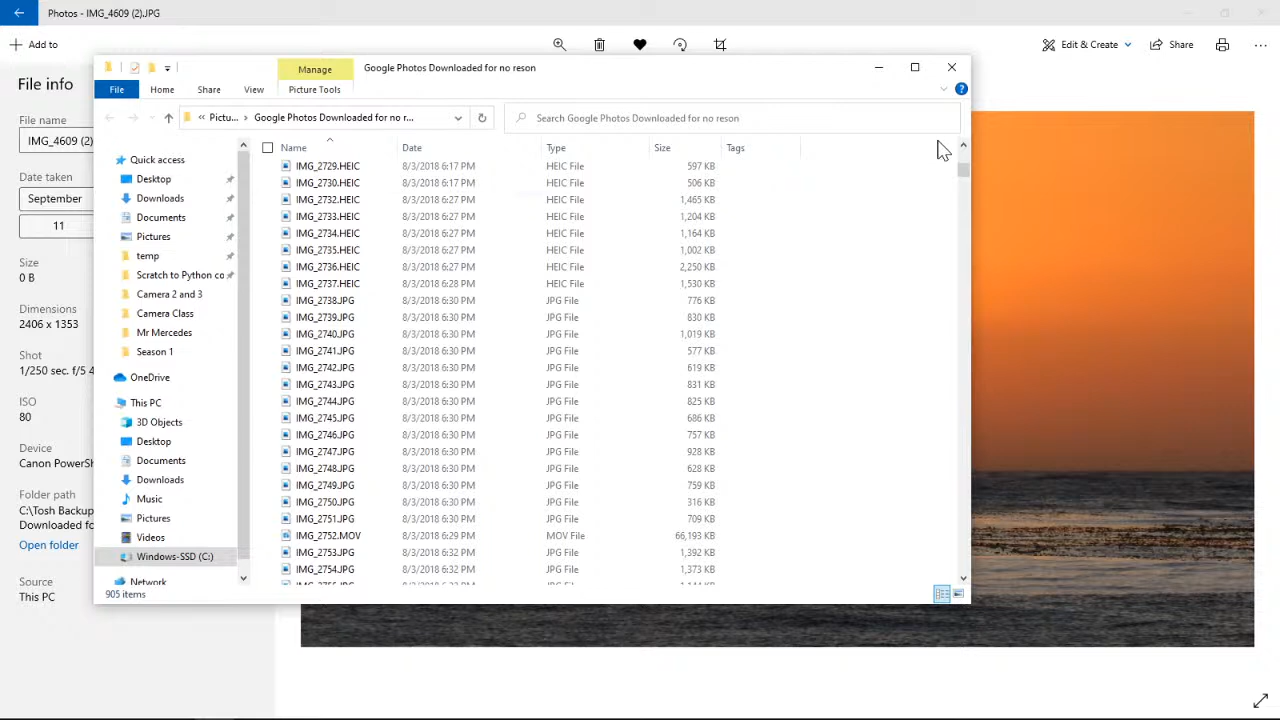 Photos - IMG_4609 (2).JPG
Add to
Edit & Create
Share
File info
File name
IMG_4609 (2)
Date taken
September
11
Size
0 B
Dimensions
2406 x 1353
Shot
1/250 sec. f/5 4
ISO
80
Device
Canon PowerSh
Folder path
C:\Tosh Backup
Downloaded fo
Open folder
Source
This PC
Manage
Google Photos Downloaded for no reson
File
Home
Share
View
Picture Tools
Pictu...
Google Photos Downloaded for no r...
Search Google Photos Downloaded for no reson
Quick access
Desktop
Downloads
Documents
Pictures
temp
Scratch to Python co
Camera 2 and 3
Camera Class
Mr Mercedes
Season 1
OneDrive
This PC
3D Objects
Desktop
Documents
Downloads
Music
Pictures
Videos
Windows-SSD (C:)
Network
Name Date Type Size Tags
IMG_2729.HEIC 8/3/2018 6:17 PM HEIC File 597 KB
IMG_2730.HEIC 8/3/2018 6:17 PM HEIC File 506 KB
IMG_2732.HEIC 8/3/2018 6:27 PM HEIC File 1,465 KB
IMG_2733.HEIC 8/3/2018 6:27 PM HEIC File 1,204 KB
IMG_2734.HEIC 8/3/2018 6:27 PM HEIC File 1,164 KB
IMG_2735.HEIC 8/3/2018 6:27 PM HEIC File 1,002 KB
IMG_2736.HEIC 8/3/2018 6:27 PM HEIC File 2,250 KB
IMG_2737.HEIC 8/3/2018 6:28 PM HEIC File 1,530 KB
IMG_2738.JPG 8/3/2018 6:30 PM JPG File 776 KB
IMG_2739.JPG 8/3/2018 6:30 PM JPG File 830 KB
IMG_2740.JPG 8/3/2018 6:30 PM JPG File 1,019 KB
IMG_2741.JPG 8/3/2018 6:30 PM JPG File 577 KB
IMG_2742.JPG 8/3/2018 6:30 PM JPG File 619 KB
IMG_2743.JPG 8/3/2018 6:30 PM JPG File 831 KB
IMG_2744.JPG 8/3/2018 6:30 PM JPG File 825 KB
IMG_2745.JPG 8/3/2018 6:30 PM JPG File 686 KB
IMG_2746.JPG 8/3/2018 6:30 PM JPG File 757 KB
IMG_2747.JPG 8/3/2018 6:30 PM JPG File 928 KB
IMG_2748.JPG 8/3/2018 6:30 PM JPG File 628 KB
IMG_2749.JPG 8/3/2018 6:30 PM JPG File 759 KB
IMG_2750.JPG 8/3/2018 6:30 PM JPG File 316 KB
IMG_2751.JPG 8/3/2018 6:30 PM JPG File 709 KB
IMG_2752.MOV 8/3/2018 6:29 PM MOV File 66,193 KB
IMG_2753.JPG 8/3/2018 6:32 PM JPG File 1,392 KB
IMG_2754.JPG 8/3/2018 6:32 PM JPG File 1,373 KB
905 items